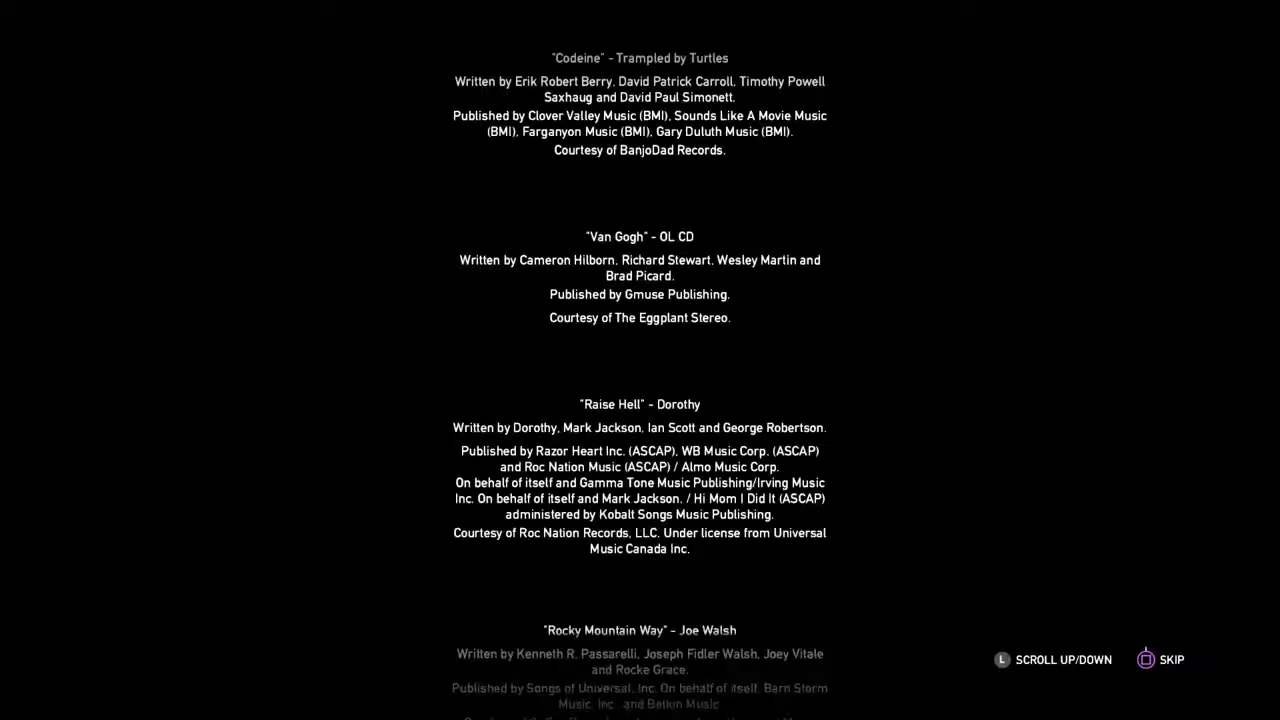 "Codeine" - Trampled by Turtles
Written by Erik Robert Berry, David Patrick Carroll, Timothy Powell
Saxhaug and David Paul Simonett.
Published by Clover Valley Music (BMI), Sounds Like A Movie Music
(BMI), Farganyon Music (BMI), Gary Duluth Music (BMI).
Courtesy of BanjoDad Records.
"Van Gogh" - OL CD
Written by Cameron Hilborn, Richard Stewart, Wesley Martin and
Brad Picard.
Published by Gmuse Publishing.
Courtesy of The Eggplant Stereo.
"Raise Hell" - Dorothy
Written by Dorothy, Mark Jackson, Ian Scott and George Robertson.
Published by Razor Heart Inc. (ASCAP), WB Music Corp. (ASCAP)
and Roc Nation Music (ASCAP) / Almo Music Corp.
On behalf of itself and Gamma Tone Music Publishing/Irving Music
Inc. On behalf of itself and Mark Jackson. / Hi Mom I Did It (ASCAP)
administered by Kobalt Songs Music Publishing.
Courtesy of Roc Nation Records, LLC. Under license from Universal
Music Canada Inc.
"Rocky Mountain Way" - Joe Walsh
Written by Kenneth R. Passarelli, Joseph Fidler Walsh, Joey Vitale
and Rocke Grace.
Published by Songs of Universal, Inc. On behalf of itself, Barn Storm
Music, Inc. and Belkin Music
L SCROLL UP/DOWN
SKIP